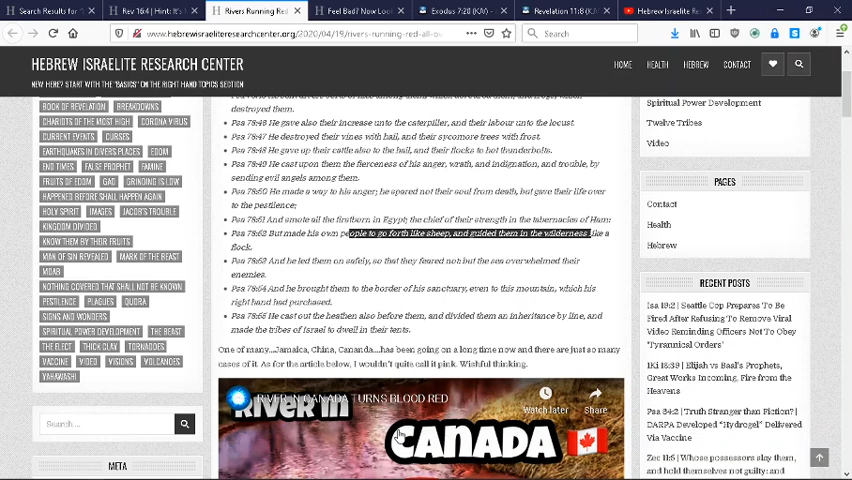 Search Results for "
Rev 16:4 | Hint: It's
Rivers Running Red
Feel Bad? Now Look
Exodus 7:20 (KJV) -
Revelation 11:8 (KJV)
Hebrew Israelite Res
www.hebrewisraeliteresearchcenter.org/2020/04/19/rivers-running-red-all-o
Search
HEBREW ISRAELITE RESEARCH CENTER
NEW HERE? START WITH THE "BASICS" ON THE RIGHT HAND TOPICS SECTION
HOME HEALTH HEBREW CONTACT
BOOK OF REVELATION BREAKDOWNS
CHARIOTS OF THE MOST HIGH CORONA VIRUS
CURRENT EVENTS CURSES
EARTHQUAKES IN DIVERS PLACES EDOM
END TIMES FALSE PROPHET FAMINE
FRUITS OF EDOM GAD GRINDING IS LOW
HAPPENED BEFORE SHALL HAPPEN AGAIN
HOLY SPIRIT IMAGES JACOB'S TROUBLE
KINGDOM DIVIDED
KNOW THEM BY THEIR FRUITS
MAN OF SIN REVEALED MARK OF THE BEAST
MOAB
NOTHING COVERED THAT SHALL NOT BE KNOWN
PESTILENCE PLAGUES QUORA
SIGNS AND WONDERS
SPIRITUAL POWER DEVELOPMENT THE BEAST
THE ELECT THICK CLAY TORNADOES
VACCINE VIDEO VISIONS VOLCANOES
YAHAWASHI
Search...
META
destroyed them.
Psa 78:46 He gave also their increase unto the caterpiller, and their labour unto the locust.
Psa 78:47 He destroyed their vines with hail, and their sycomore trees with frost.
Psa 78:48 He gave up their cattle also to the hail, and their flocks to hot thunderbolts.
Psa 78:49 He cast upon them the fierceness of his anger, wrath, and indignation, and trouble, by
sending evil angels among them.
Psa 78:50 He made a way to his anger; he spared not their soul from death, but gave their life over
to the pestilence;
Psa 78:51 And smote all the firstborn in Egypt; the chief of their strength in the tabernacles of Ham:
Psa 78:52 But made his own people to go forth like sheep, and guided them in the wilderness like a
flock.
Psa 78:53 And he led them on safely, so that they feared not but the sea overwhelmed their
enemies.
Psa 78:54 And he brought them to the border of his sanctuary, even to this mountain, which his
right hand had purchased.
Psa 78:55 He cast out the heathen also before them, and divided them an inheritance by line, and
made the tribes of Israel to dwell in their tents.
One of many....Jamaica, China, Cananda....has been going on a long time now and there are just so many
cases of it. As for the article below, I wouldn't quite call it pink. Wishful thinking.
RIVER IN CANADA TURNS BLOOD RED
Watch later
Share
RIVER IN
CANADA
Spiritual Power Development
Twelve Tribes
Video
PAGES
Contact
Health
Hebrew
RECENT POSTS
Isa 19:2 | Seattle Cop Prepares To Be
Fired After Refusing To Remove Viral
Video Reminding Officers Not To Obey
'Tyrannical Orders'
1Ki 18:39 | Elijah vs Baal's Prophets,
Great Works Incoming, Fire from the
Heavens
Psa 94:2 | Truth Stranger than Fiction? |
DARPA Developed "Hydrogel" Delivered
Via Vaccine
Zec 11:5 | Whose possessors slay them,
and hold themselves not guilty: and